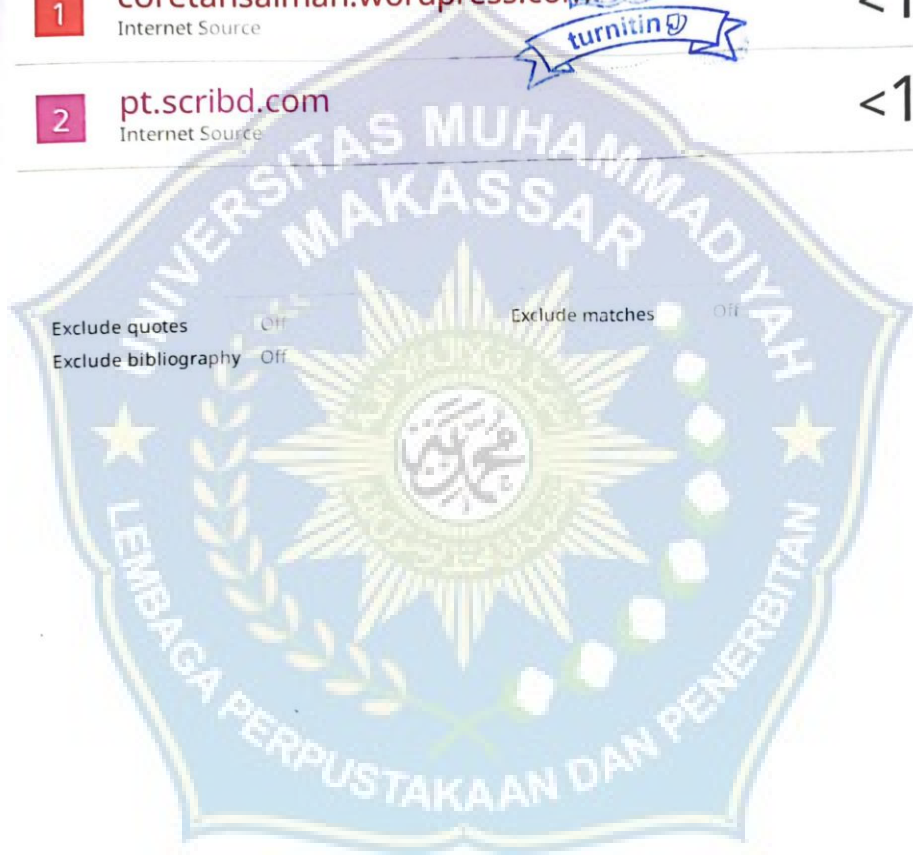 1
Internet Source
turnitin
2 pt.scribd.com <1
Internet Source
UNIVERSITAS MUHAMMADIYAH
MAKASSAR
Exclude quotes Off Exclude matches Off
Exclude bibliography Off
LEMBAGA PERPUSTAKAAN DAN PENERBITAN